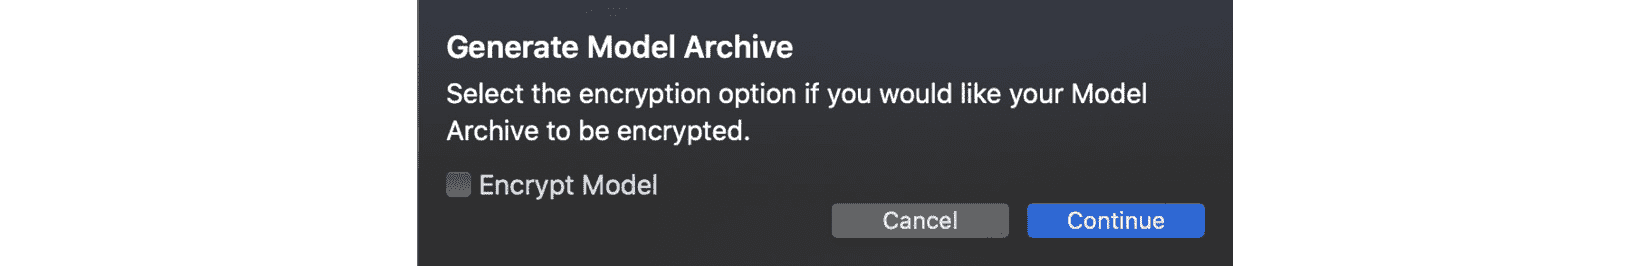 Generate Model Archive
Select the encryption option if you would like your Model
Archive to be encrypted.
Encrypt Model
Cancel Continue